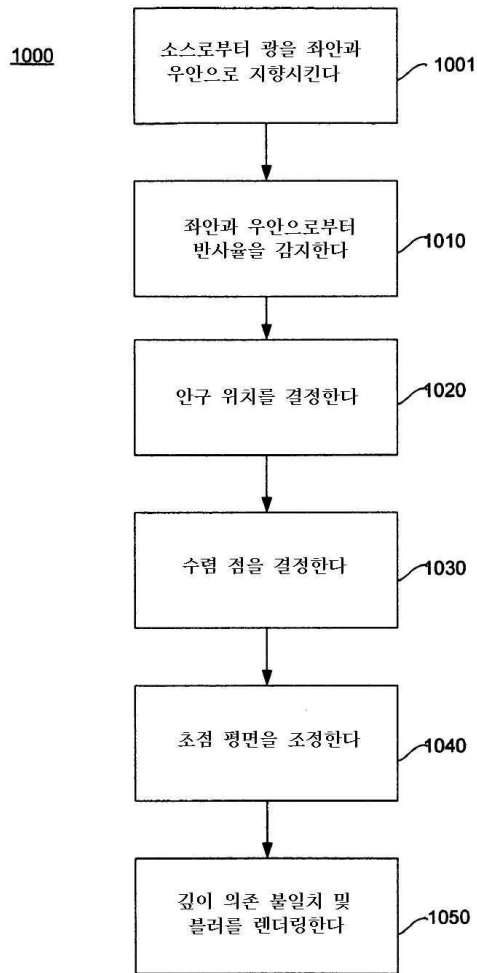 1000
소스로부터 광을 좌안과
우안으로 지향시킨다
1001
좌안과 우안으로부터
반사율을 감지한다
1010
안구 위치를 결정한다
1020
수렴 점을 결정한다
1030
초점 평면을 조정한다
1040
깊이 의존 불일치 및
블러를 렌더링한다
1050